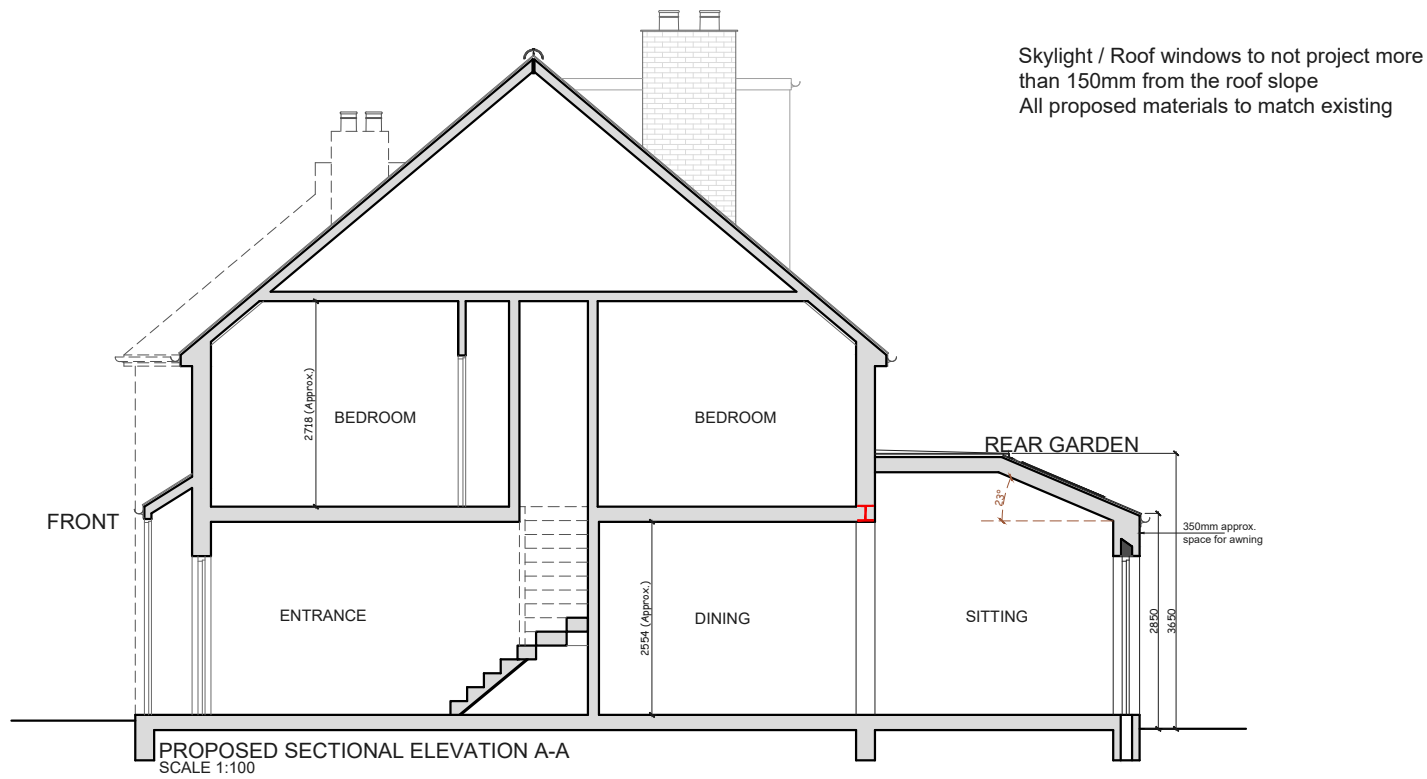 Skylight / Roof windows to not project more
than 150mm from the roof slope
All proposed materials to match existing
2718 (Approx.)
BEDROOM
BEDROOM
REAR GARDEN
FRONT
23°
350mm approx.
space for awning
ENTRANCE
2554 (Approx.)
DINING
SITTING
2850
3650
PROPOSED SECTIONAL ELEVATION A-A
SCALE 1:100